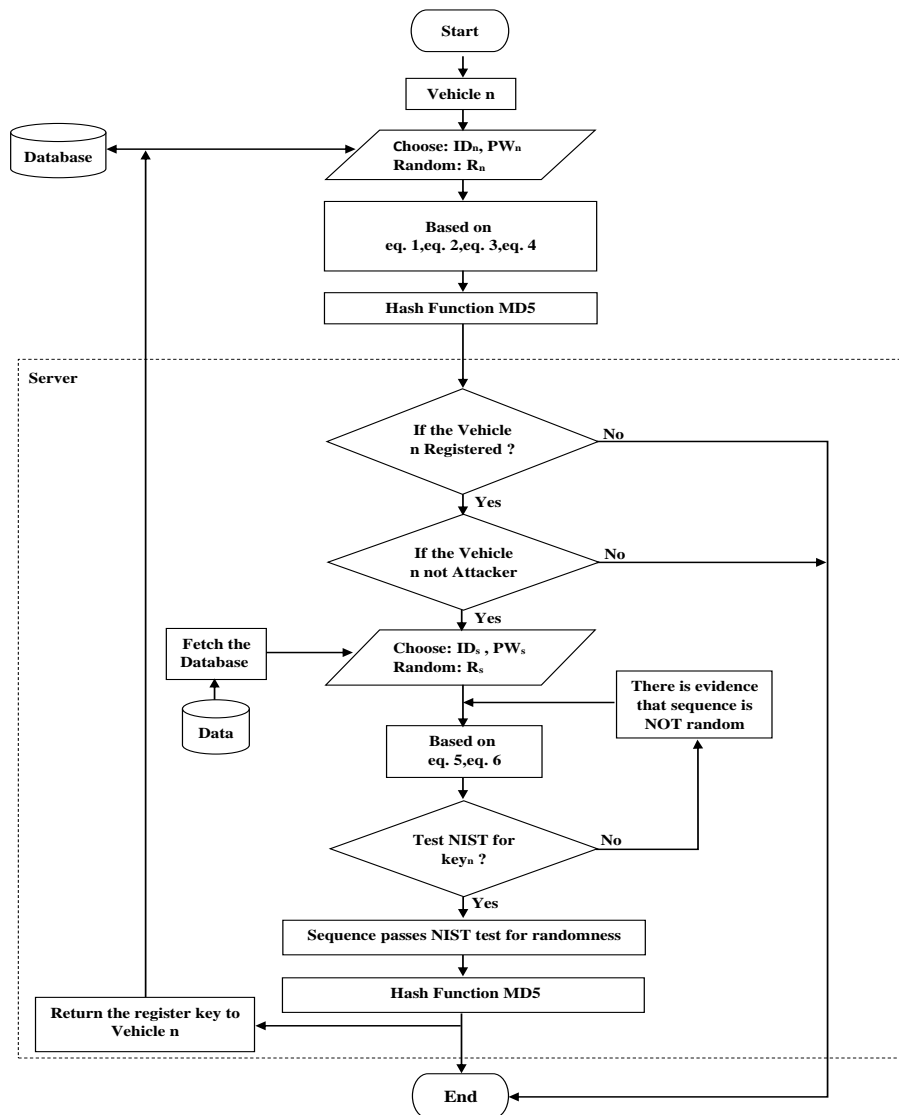 Start
Vehicle n
Database
Choose: IDₙ, PWₙ
Random: Rₙ
Based on
eq. 1,eq. 2,eq. 3,eq. 4
Hash Function MD5
Server
If the Vehicle
n Registered ?
No
Yes
If the Vehicle
n not Attacker
No
Yes
Fetch the
Database
Choose: IDₛ , PWₛ
Random: Rₛ
There is evidence
that sequence is
NOT random
Data
Based on
eq. 5,eq. 6
Test NIST for
keyₙ ?
No
Yes
Sequence passes NIST test for randomness
Hash Function MD5
Return the register key to
Vehicle n
End